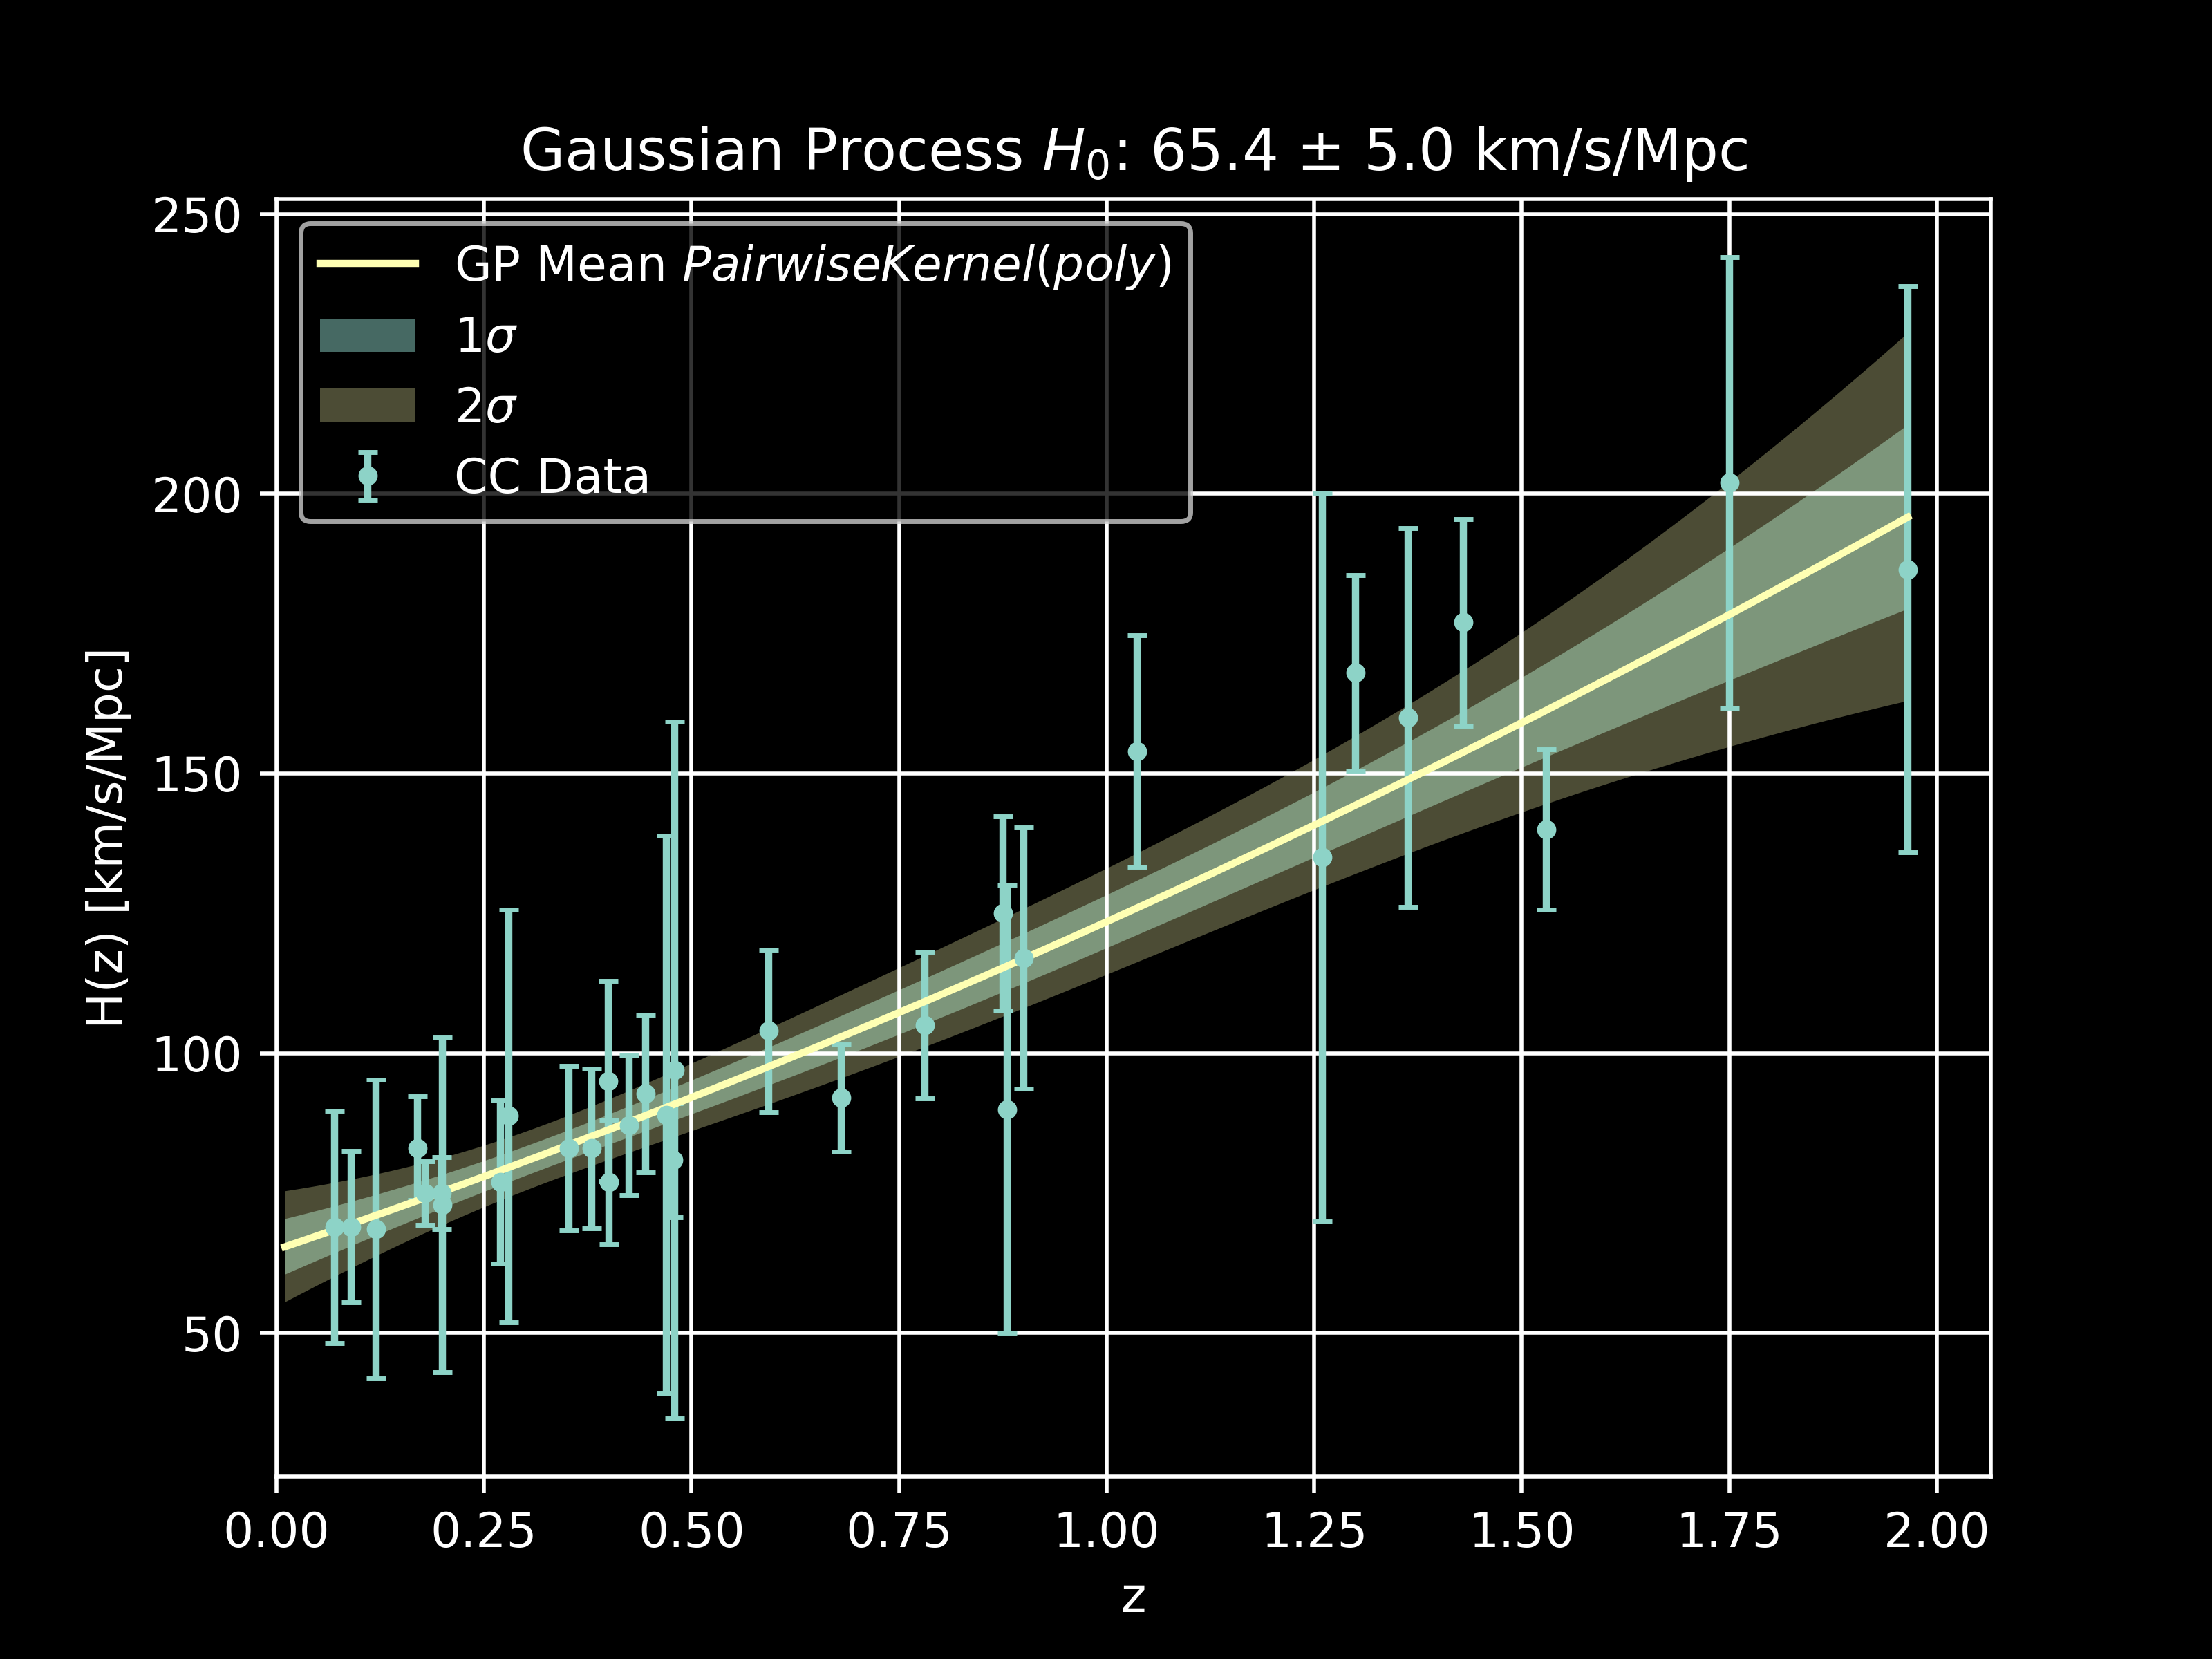 Gaussian Process H₀: 65.4 ± 5.0 km/s/Mpc
250
200
150
100
50
H(z) [km/s/Mpc]
GP Mean PairwiseKernel(poly)
1σ
2σ
CC Data
0.00 0.25 0.50 0.75 1.00 1.25 1.50 1.75 2.00
z